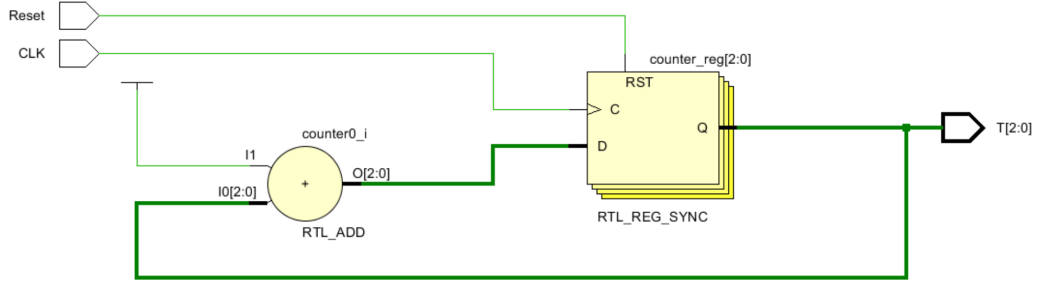 Reset
CLK
counter_reg[2:0]
RST
C
Q
T[2:0]
D
counter0_i
I1
O[2:0]
+
I0[2:0]
RTL_REG_SYNC
RTL_ADD